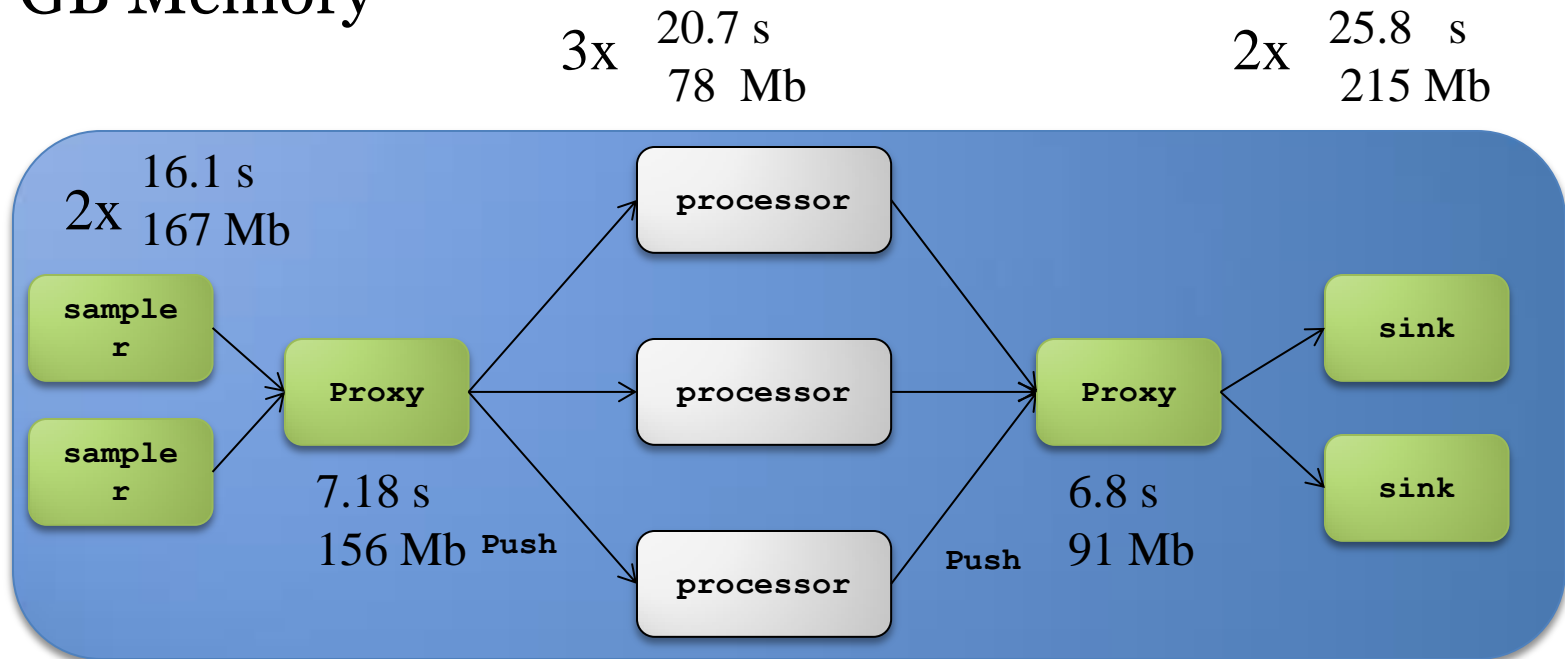 GB Memory
3x
20.7 s
78 Mb
2x
25.8 s
215 Mb
2x
16.1 s
167 Mb
sample
r
sample
r
Proxy
7.18 s
156 Mb
Push
processor
processor
processor
Push
Proxy
6.8 s
91 Mb
sink
sink